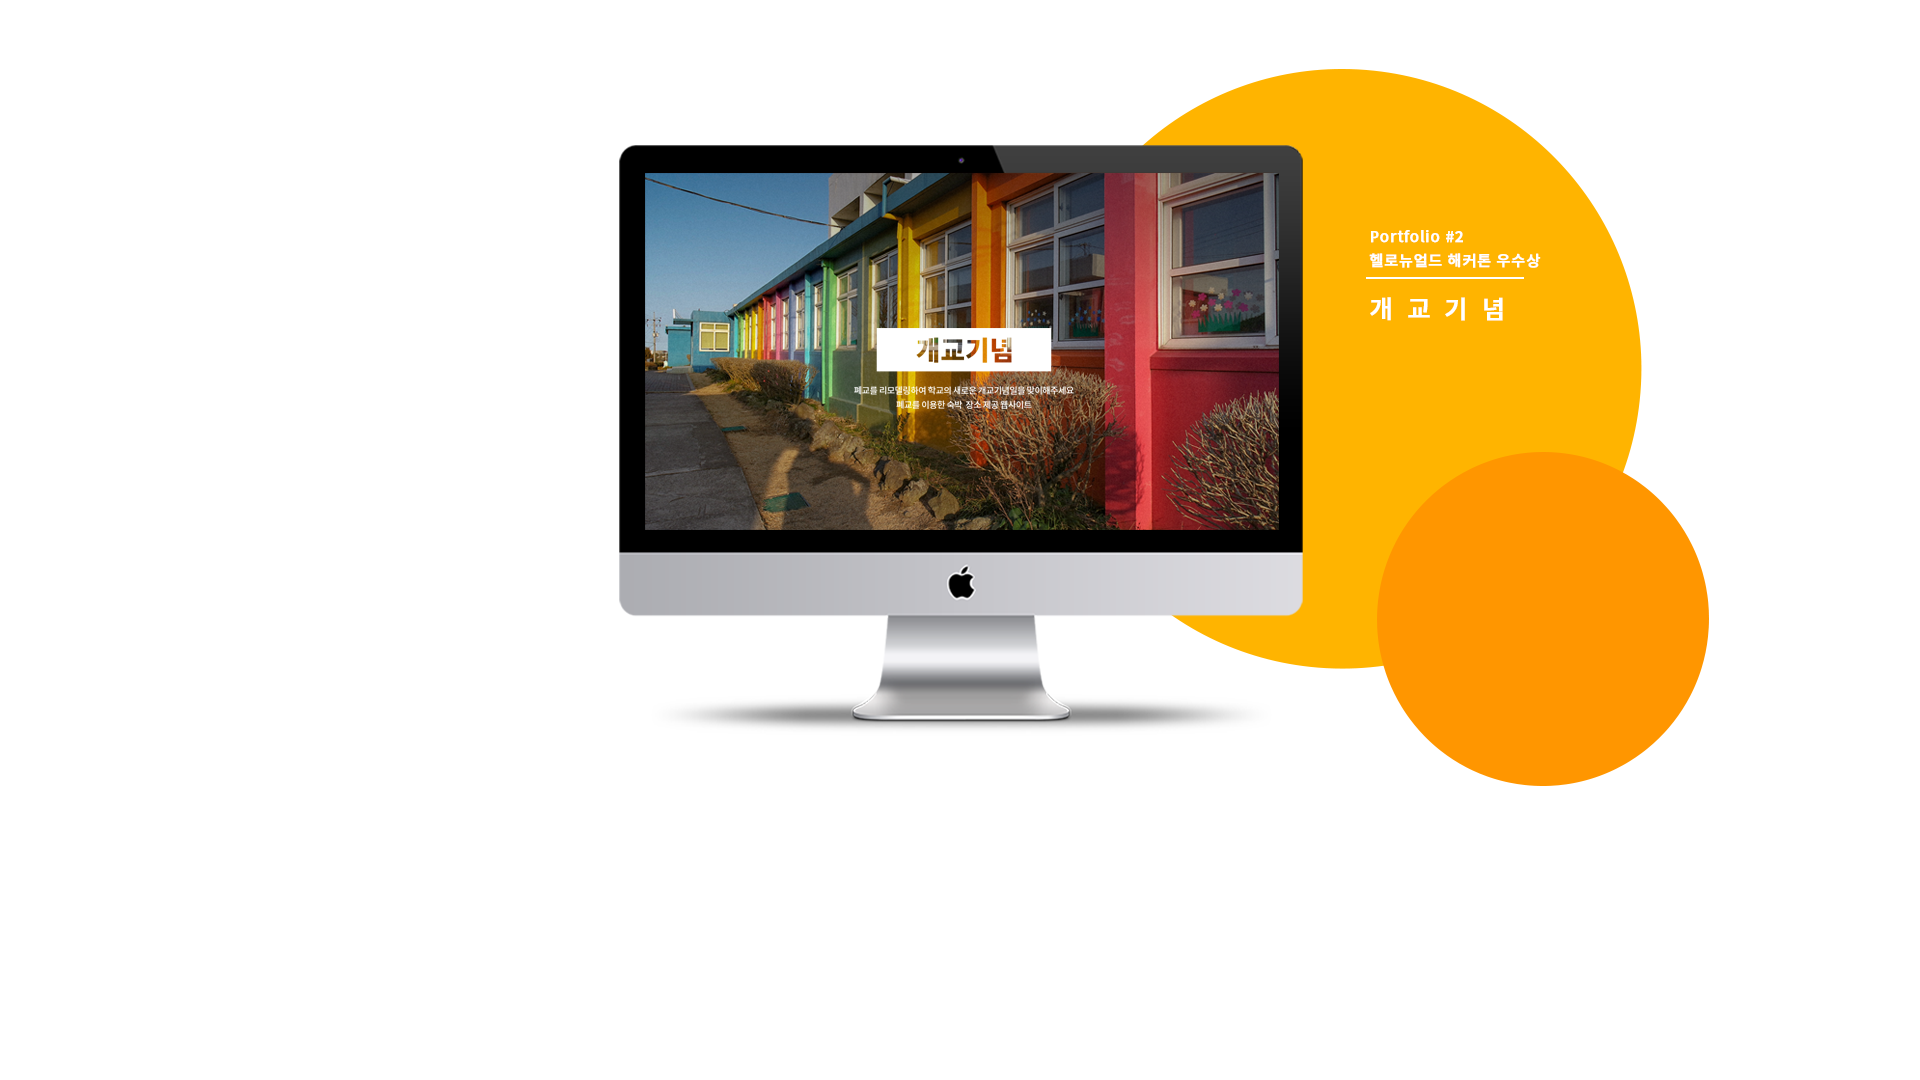 Portfolio #2
헬로뉴얼드 해커톤 우수상
개교기념
개교기념
폐교를 리모델링하여 학교의 새로운 개교기념일을 맞이해주세요
폐교를 이용한 숙박 장소 제공 웹사이트